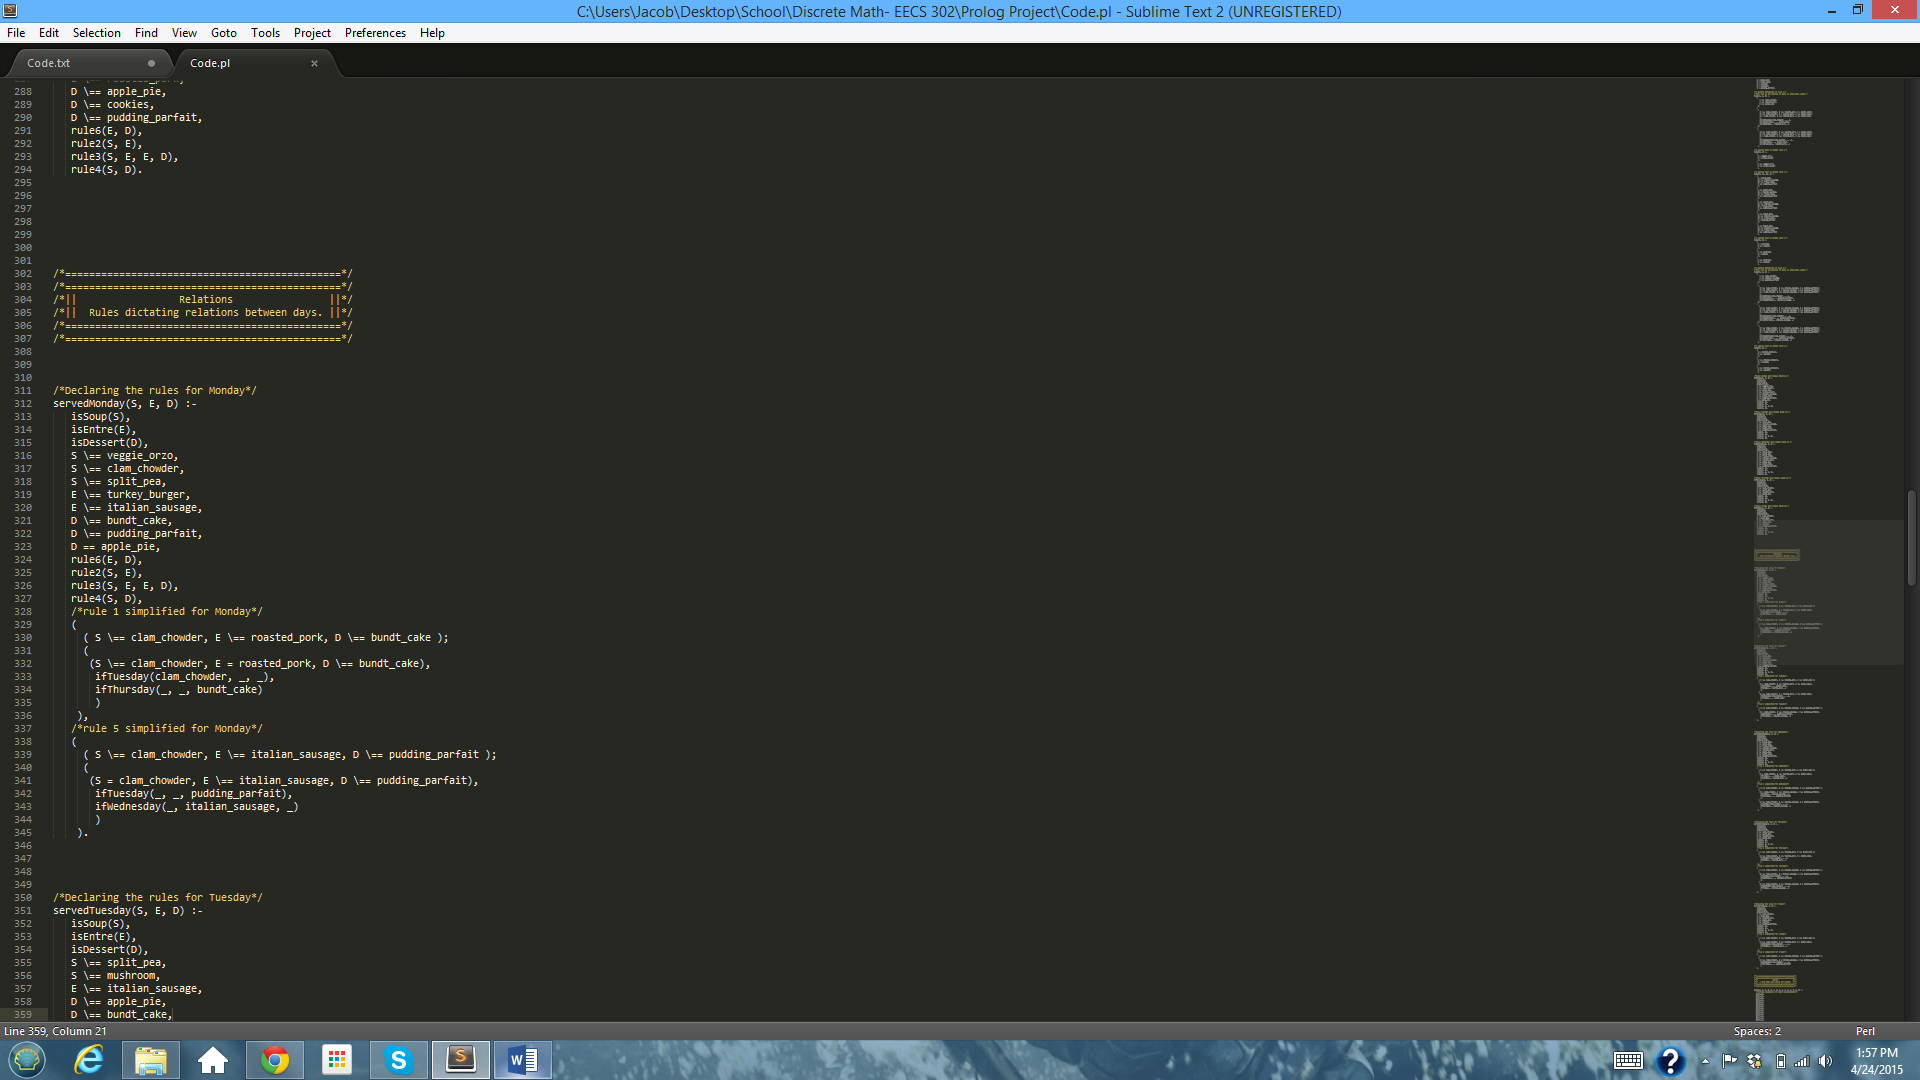 C:\Users\Jacob\Desktop\School\Discrete Math- EECS 302\Prolog Project\Code.pl - Sublime Text 2 (UNREGISTERED)
File Edit Selection Find View Goto Tools Project Preferences Help
Code.txt Code.pl
288 D \== apple_pie,
289 D \== cookies,
290 D \== pudding_parfait,
291 rule6(E, D),
292 rule2(S, E),
293 rule3(S, E, E, D),
294 rule4(S, D).
295
296
297
298
299
300
301
302 /*==============================================*/
303 /*==============================================*/
304 /*|| Relations ||*/
305 /*|| Rules dictating relations between days. ||*/
306 /*==============================================*/
307 /*==============================================*/
308
309
310
311 /*Declaring the rules for Monday*/
312 servedMonday(S, E, D) :-
313 isSoup(S),
314 isEntre(E),
315 isDessert(D),
316 S \== veggie_orzo,
317 S \== clam_chowder,
318 S \== split_pea,
319 E \== turkey_burger,
320 E \== italian_sausage,
321 D \== bundt_cake,
322 D \== pudding_parfait,
323 D == apple_pie,
324 rule6(E, D),
325 rule2(S, E),
326 rule3(S, E, E, D),
327 rule4(S, D),
328 /*rule 1 simplified for Monday*/
329 (
330 ( S \== clam_chowder, E \== roasted_pork, D \== bundt_cake );
331 (
332 (S \== clam_chowder, E = roasted_pork, D \== bundt_cake),
333 ifTuesday(clam_chowder, _, _),
334 ifThursday(_, _, bundt_cake)
335 )
336 ),
337 /*rule 5 simplified for Monday*/
338 (
339 ( S \== clam_chowder, E \== italian_sausage, D \== pudding_parfait );
340 (
341 (S = clam_chowder, E \== italian_sausage, D \== pudding_parfait),
342 ifTuesday(_, _, pudding_parfait),
343 ifWednesday(_, italian_sausage, _)
344 )
345 ).
346
347
348
349
350 /*Declaring the rules for Tuesday*/
351 servedTuesday(S, E, D) :-
352 isSoup(S),
353 isEntre(E),
354 isDessert(D),
355 S \== split_pea,
356 S \== mushroom,
357 E \== italian_sausage,
358 D \== apple_pie,
359 D \== bundt_cake,
Line 359, Column 21 Spaces: 2 Perl
1:57 PM
4/24/2015